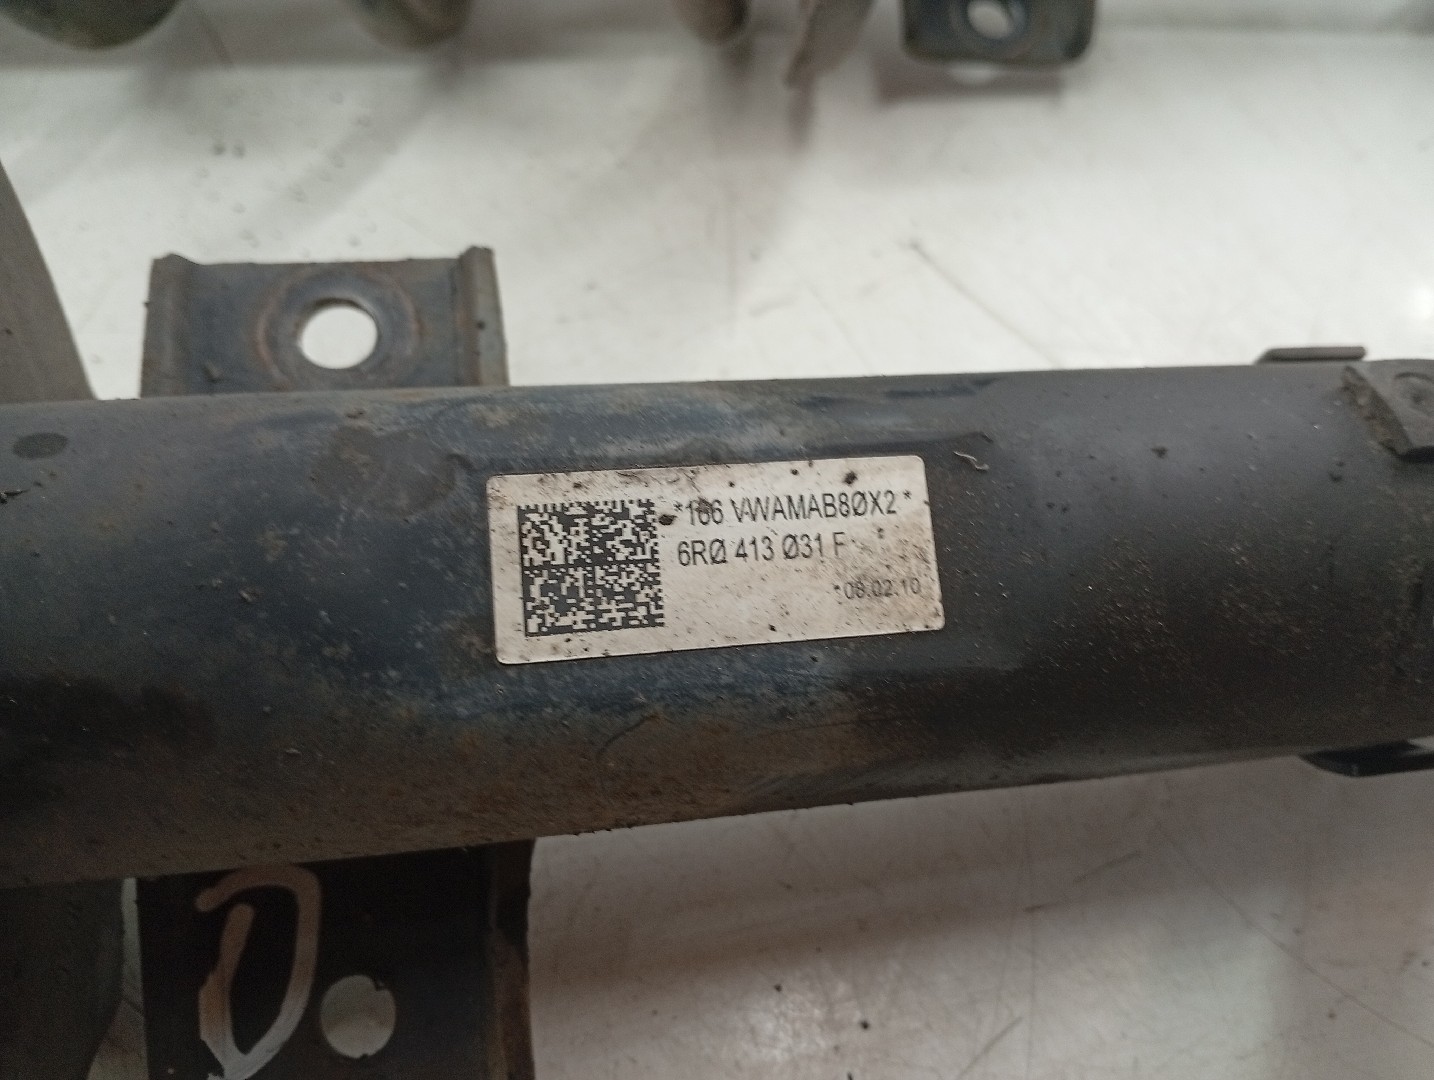 *166 VWAMAB8ØX2*
6RØ 413 Ø31 F
*08.02.10
D